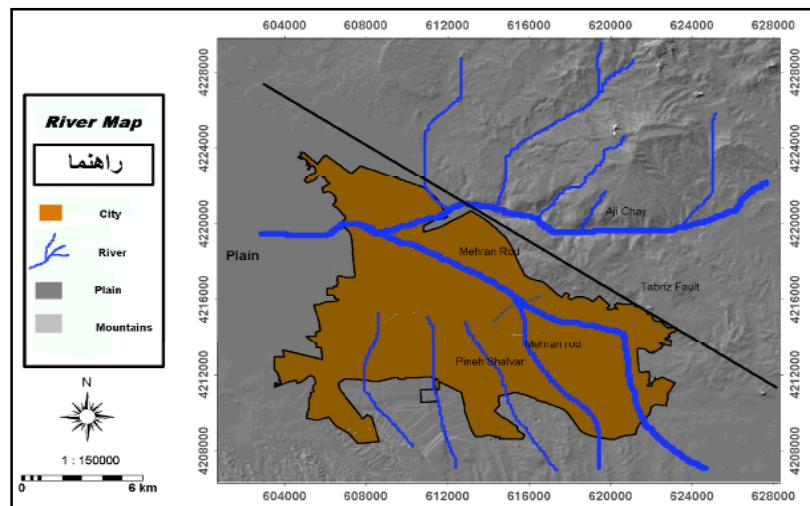 River Map
راهنما
City
River
Plain
Mountains
N
1 : 150000
6 km
604000 608000 612000 616000 620000 624000 628000
4228000 4228000
4224000 4224000
4220000 4220000
4216000 4216000
4212000 4212000
4208000 4208000
Aji Chay
Mehran Rod
Plain
Tabriz Fault
Mehran rod
Pineh Shalvar
604000 608000 612000 616000 620000 624000 628000